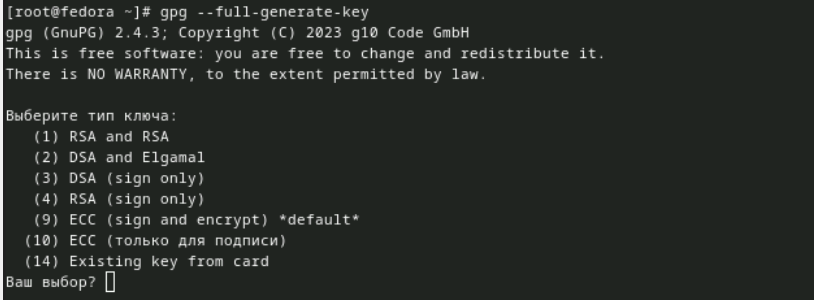 [root@fedora ~]# gpg --full-generate-key
gpg (GnuPG) 2.4.3; Copyright (C) 2023 g10 Code GmbH
This is free software: you are free to change and redistribute it.
There is NO WARRANTY, to the extent permitted by law.
Выберите тип ключа:
(1) RSA and RSA
(2) DSA and Elgamal
(3) DSA (sign only)
(4) RSA (sign only)
(9) ECC (sign and encrypt) *default*
(10) ECC (только для подписи)
(14) Existing key from card
Ваш выбор?